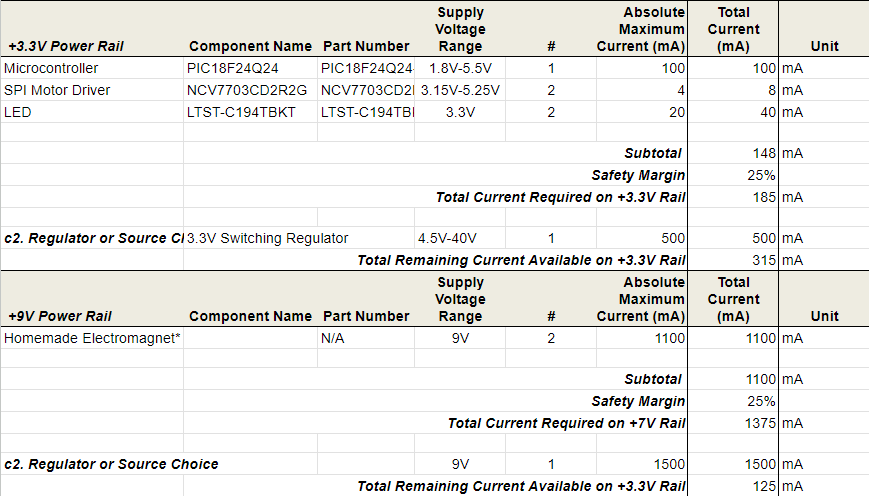 +3.3V Power Rail Component Name Part Number Supply Voltage Range # Absolute Maximum Current (mA) Total Current (mA) Unit
Microcontroller PIC18F24Q24 PIC18F24Q24- 1.8V-5.5V 1 100 100 mA
SPI Motor Driver NCV7703CD2R2G NCV7703CD2I 3.15V-5.25V 2 4 8 mA
LED LTST-C194TBKT LTST-C194TBI 3.3V 2 20 40 mA
Subtotal 148 mA
Safety Margin 25%
Total Current Required on +3.3V Rail 185 mA
c2. Regulator or Source Cl 3.3V Switching Regulator 4.5V-40V 1 500 500 mA
Total Remaining Current Available on +3.3V Rail 315 mA
+9V Power Rail Component Name Part Number Supply Voltage Range # Absolute Maximum Current (mA) Total Current (mA) Unit
Homemade Electromagnet* N/A 9V 2 1100 1100 mA
Subtotal 1100 mA
Safety Margin 25%
Total Current Required on +7V Rail 1375 mA
c2. Regulator or Source Choice 9V 1 1500 1500 mA
Total Remaining Current Available on +3.3V Rail 125 mA